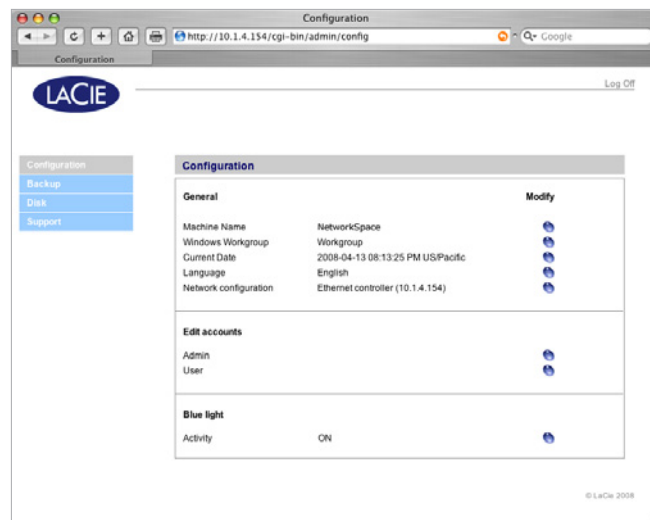 Configuration
http://10.1.4.154/cgi-bin/admin/config
Google
Configuration
LACIE
Log Off
Configuration
Backup
Disk
Support
Configuration
General Modify
Machine Name NetworkSpace
Windows Workgroup Workgroup
Current Date 2008-04-13 08:13:25 PM US/Pacific
Language English
Network configuration Ethernet controller (10.1.4.154)
Edit accounts
Admin
User
Blue light
Activity ON
© LaCie 2008